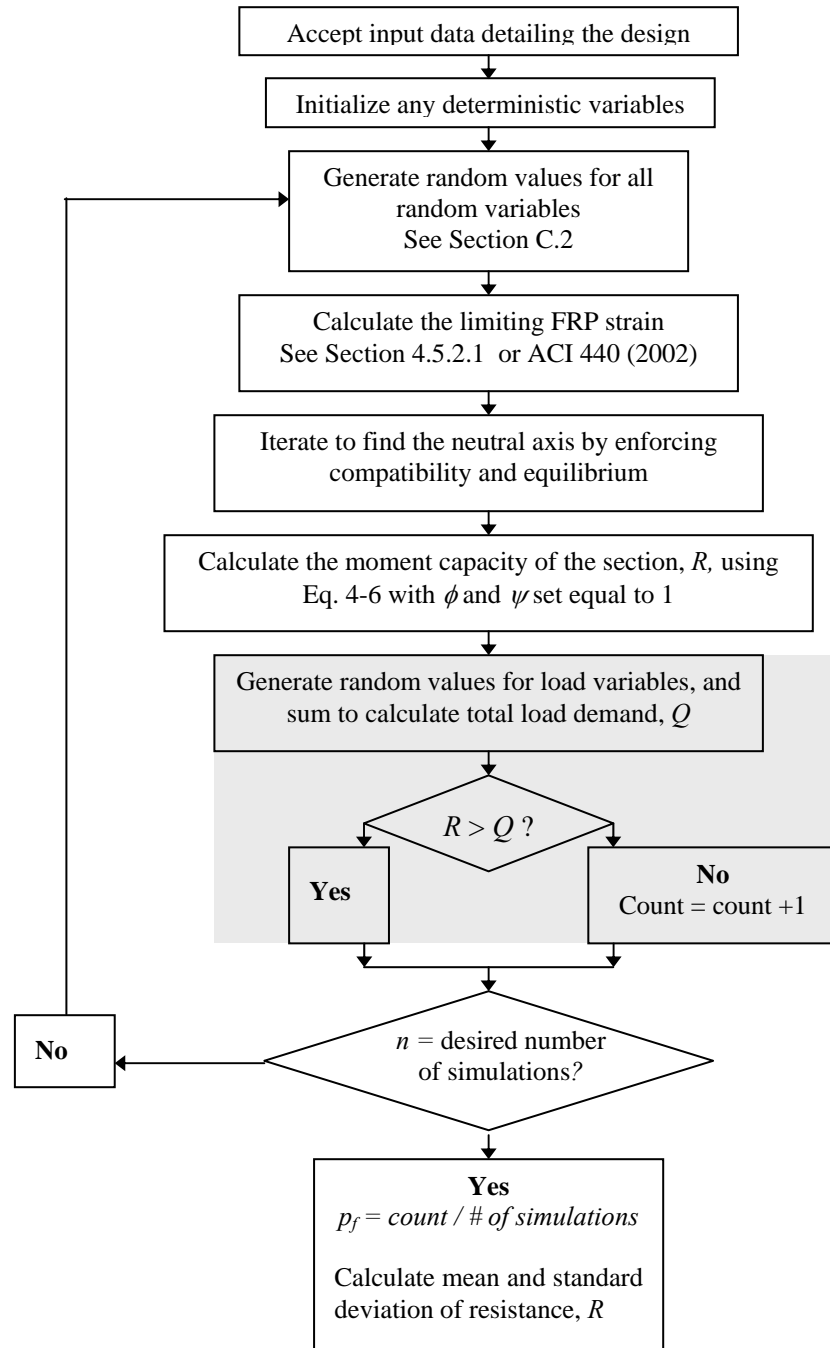 Accept input data detailing the design
Initialize any deterministic variables
Generate random values for all
random variables
See Section C.2
Calculate the limiting FRP strain
See Section 4.5.2.1 or ACI 440 (2002)
Iterate to find the neutral axis by enforcing
compatibility and equilibrium
Calculate the moment capacity of the section, R, using
Eq. 4-6 with ϕ and ψ set equal to 1
Generate random values for load variables, and
sum to calculate total load demand, Q
R > Q ?
Yes
No
Count = count +1
No
n = desired number
of simulations?
Yes
p_f = count / # of simulations
Calculate mean and standard
deviation of resistance, R